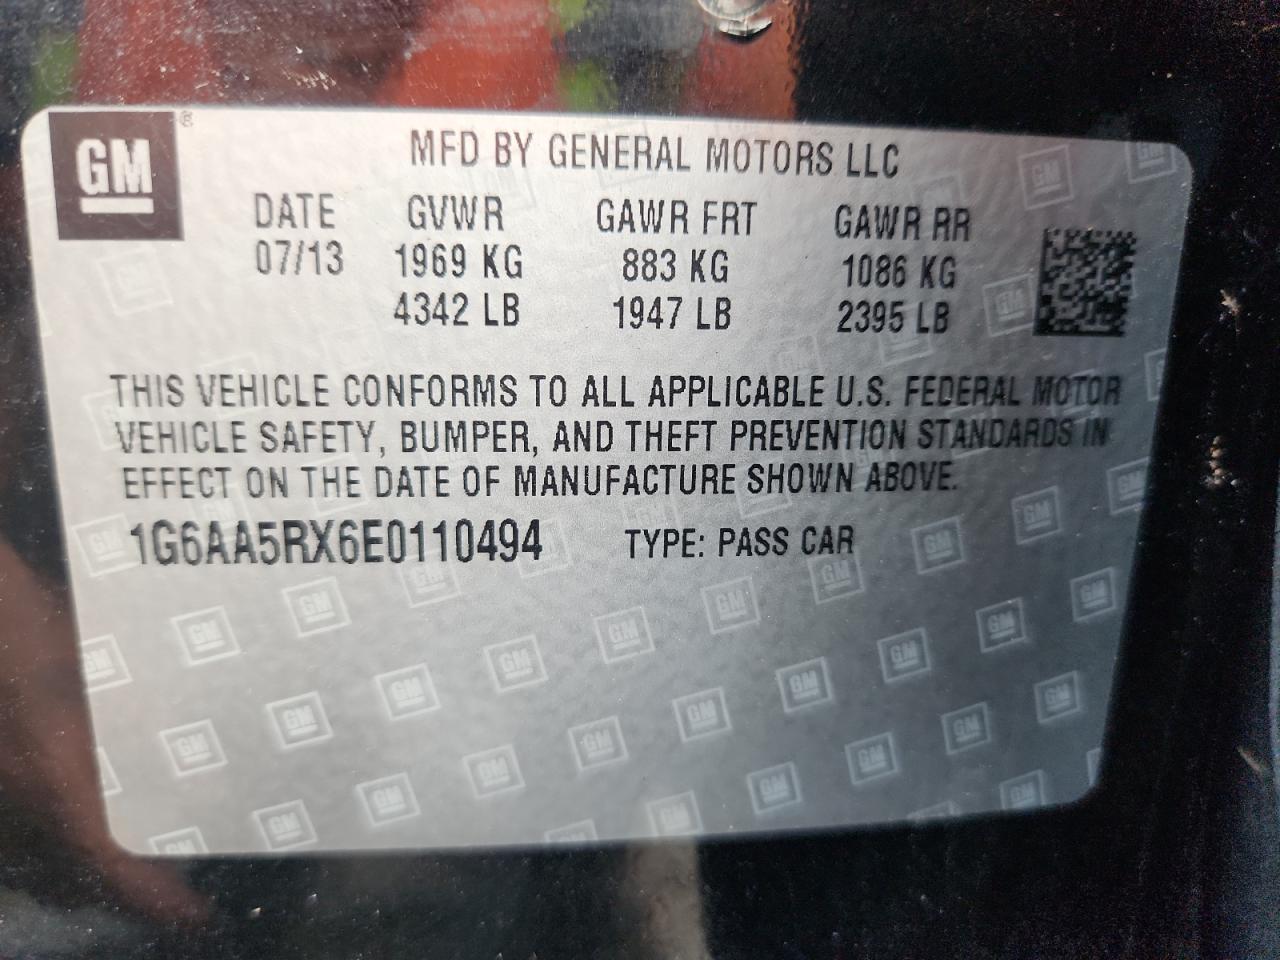 GM ®
MFD BY GENERAL MOTORS LLC
DATE GVWR GAWR FRT GAWR RR
07/13 1969 KG 883 KG 1086 KG
4342 LB 1947 LB 2395 LB
THIS VEHICLE CONFORMS TO ALL APPLICABLE U.S. FEDERAL MOTOR
VEHICLE SAFETY, BUMPER, AND THEFT PREVENTION STANDARDS IN
EFFECT ON THE DATE OF MANUFACTURE SHOWN ABOVE.
1G6AA5RX6E0110494 TYPE: PASS CAR